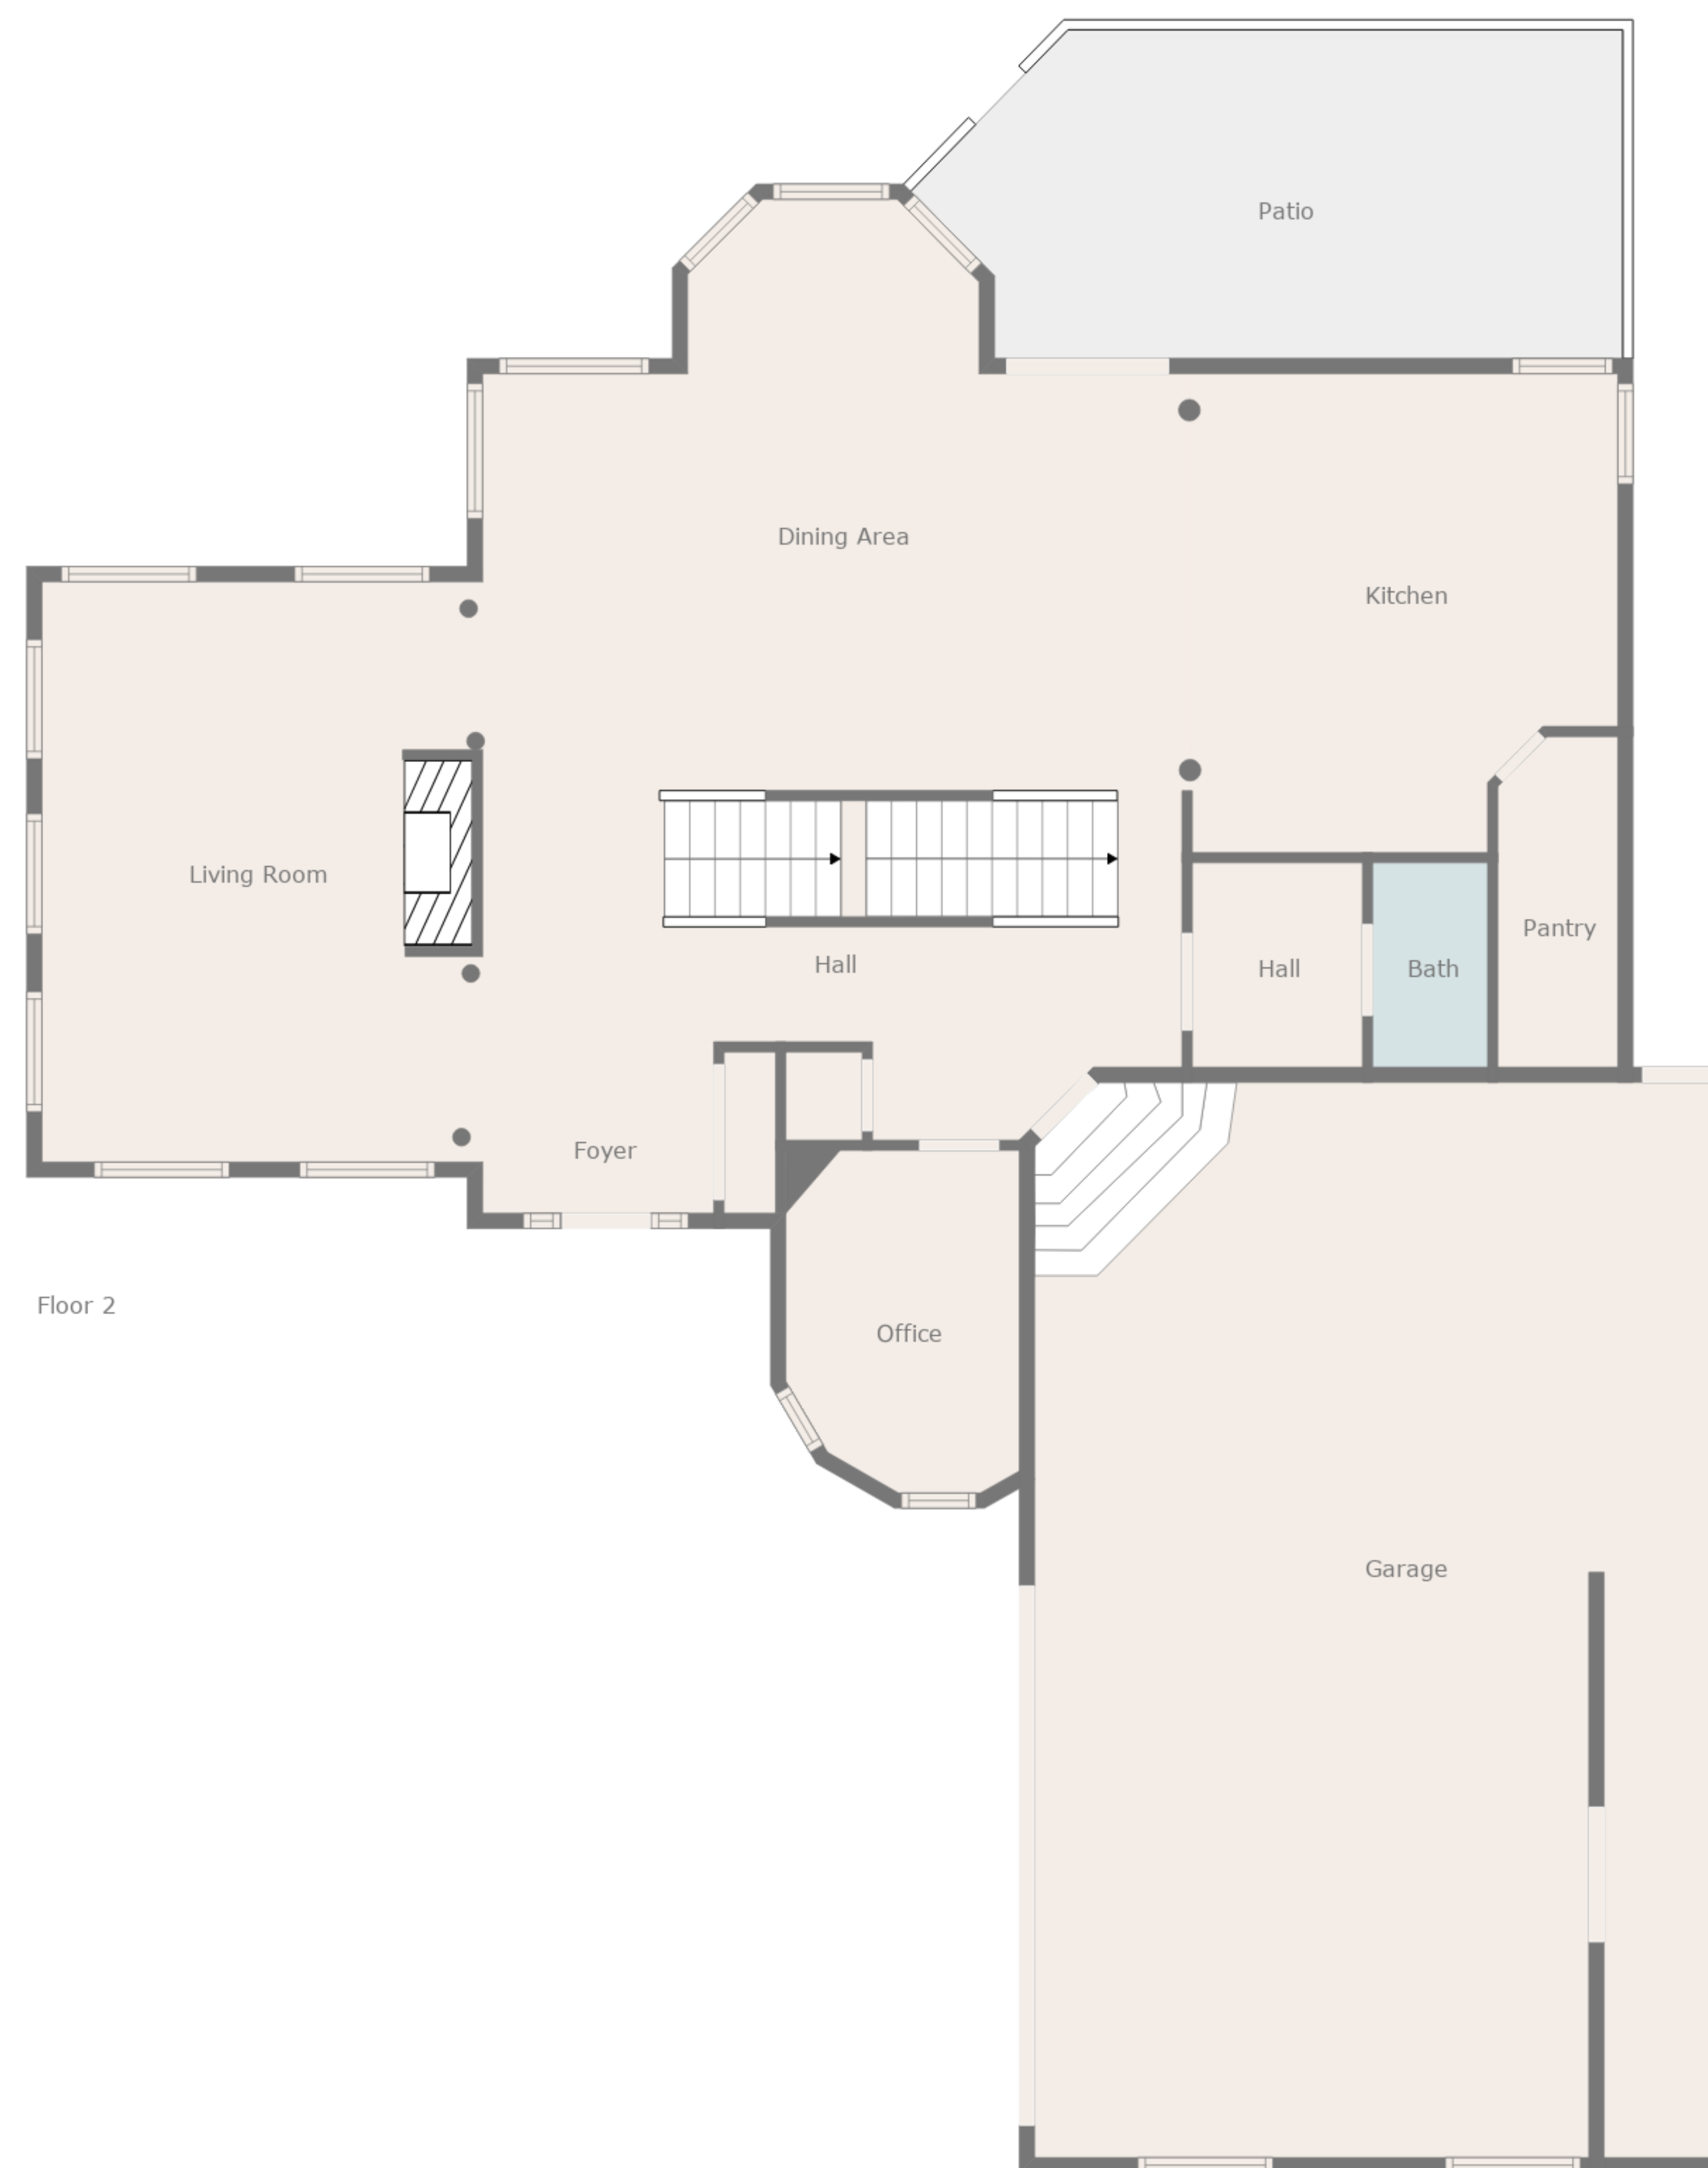 Patio
Dining Area
Kitchen
Living Room
Pantry
Hall
Hall
Bath
Foyer
Floor 2
Office
Garage